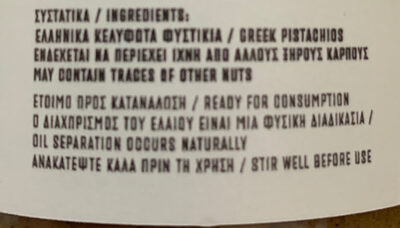 ΣΥΣΤΑΤΙΚΑ / INGREDIENTS:
ΕΛΛΗΝΙΚΑ ΚΕΛΥΦΩΤΑ ΦΥΣΤΙΚΙΑ / GREEK PISTACHIOS
ΕΝΔΕΧΕΤΑΙ ΝΑ ΠΕΡΙΕΧΕΙ ΙΧΝΗ ΑΠΟ ΑΛΛΟΥΣ ΞΗΡΟΥΣ ΚΑΡΠΟΥΣ
MAY CONTAIN TRACES OF OTHER NUTS
ΕΤΟΙΜΟ ΠΡΟΣ ΚΑΤΑΝΑΛΩΣΗ / READY FOR CONSUMPTION
Ο ΔΙΑΧΩΡΙΣΜΟΣ ΤΟΥ ΕΛΑΙΟΥ ΕΙΝΑΙ ΜΙΑ ΦΥΣΙΚΗ ΔΙΑΔΙΚΑΣΙΑ /
OIL SEPARATION OCCURS NATURALLY
ΑΝΑΚΑΤΕΨΤΕ ΚΑΛΑ ΠΡΙΝ ΤΗ ΧΡΗΣΗ / STIR WELL BEFORE USE